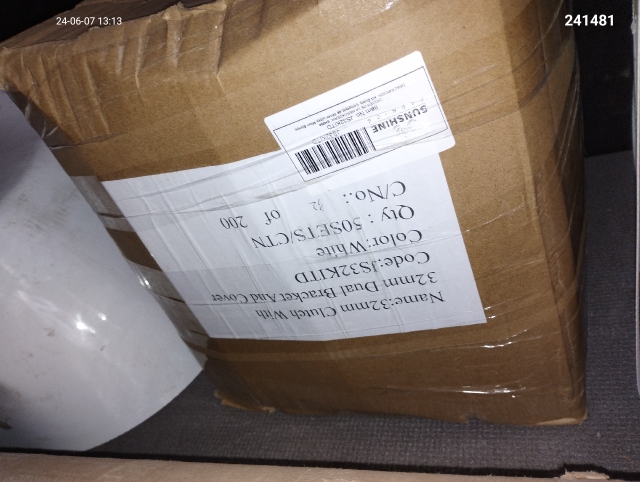 24-06-07 13:13
241481
SUNSHINE
Name:32mm Clutch With
32mm Dual Bracket And Cover
Code:JS32KITD
Color:White
Qty : 50SETS/CTN
C/No.: 32 of 200